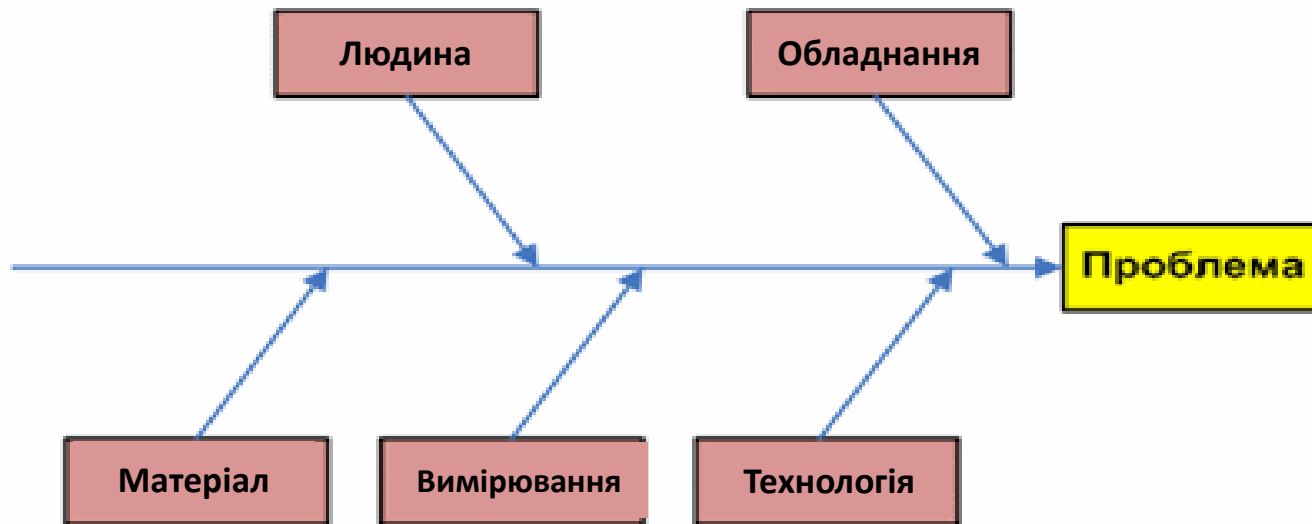 Людина
Обладнання
Проблема
Матеріал
Вимірювання
Технологія